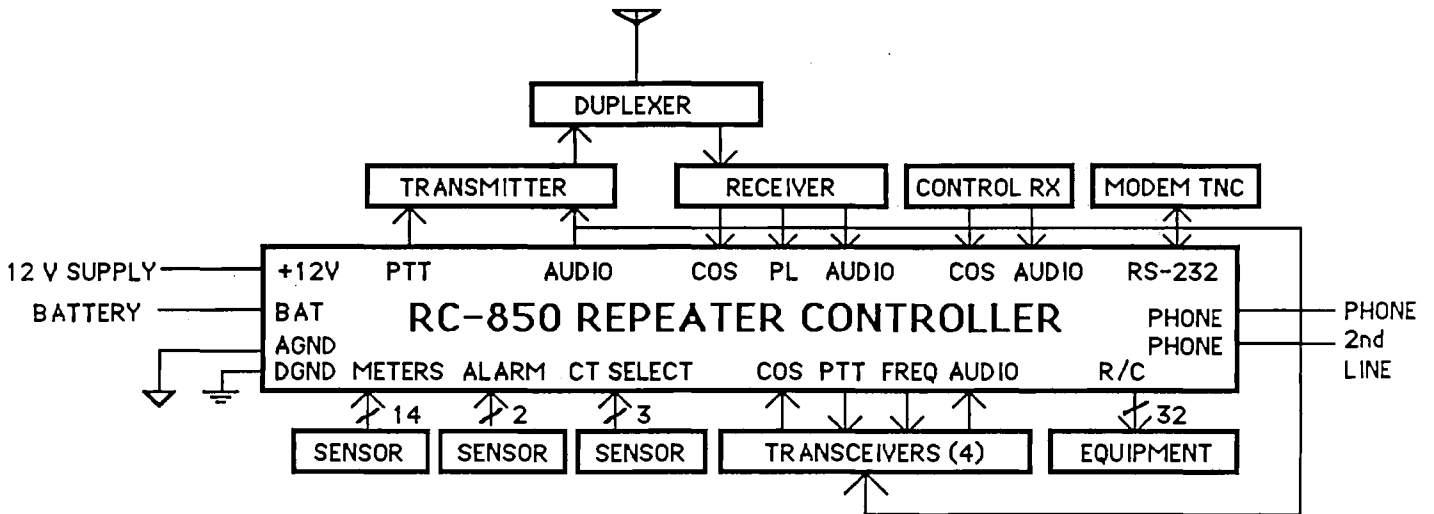 DUPLEXER
TRANSMITTER
RECEIVER
CONTROL RX
MODEM TNC
12 V SUPPLY
+12V
PTT
AUDIO
COS
PL
AUDIO
COS
AUDIO
RS-232
BATTERY
BAT
RC-850 REPEATER CONTROLLER
PHONE
PHONE
AGND
PHONE
2nd
DGND
METERS
ALARM
CT SELECT
COS
PTT
FREQ
AUDIO
R/C
LINE
14
2
3
32
SENSOR
SENSOR
SENSOR
TRANSCEIVERS (4)
EQUIPMENT